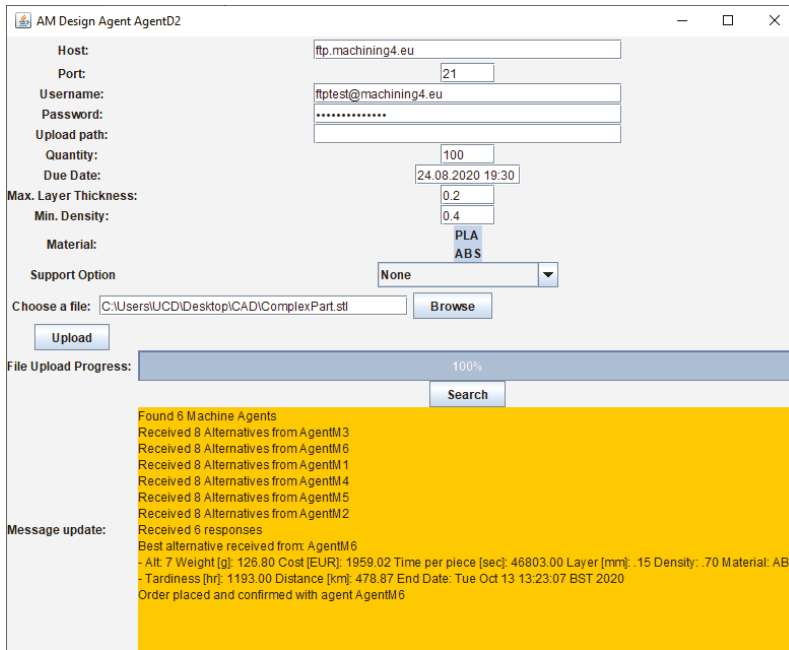 AM Design Agent AgentD2
Host: ftp.machining4.eu
Port: 21
Username: ftptest@machining4.eu
Password: ••••••••••••••
Upload path:
Quantity: 100
Due Date: 24.08.2020 19:30
Max. Layer Thickness: 0.2
Min. Density: 0.4
Material: PLA
ABS
Support Option None
Choose a file: C:\Users\UCD\Desktop\CAD\ComplexPart.stl Browse
Upload
File Upload Progress: 100%
Search
Found 6 Machine Agents
Received 8 Alternatives from AgentM3
Received 8 Alternatives from AgentM6
Received 8 Alternatives from AgentM1
Received 8 Alternatives from AgentM4
Received 8 Alternatives from AgentM5
Received 8 Alternatives from AgentM2
Message update: Received 6 responses
Best alternative received from: AgentM6
- Alt: 7 Weight [g]: 126.80 Cost [EUR]: 1959.02 Time per piece [sec]: 46803.00 Layer [mm]: .15 Density: .70 Material: AB
- Tardiness [hr]: 1193.00 Distance [km]: 478.87 End Date: Tue Oct 13 13:23:07 BST 2020
Order placed and confirmed with agent AgentM6